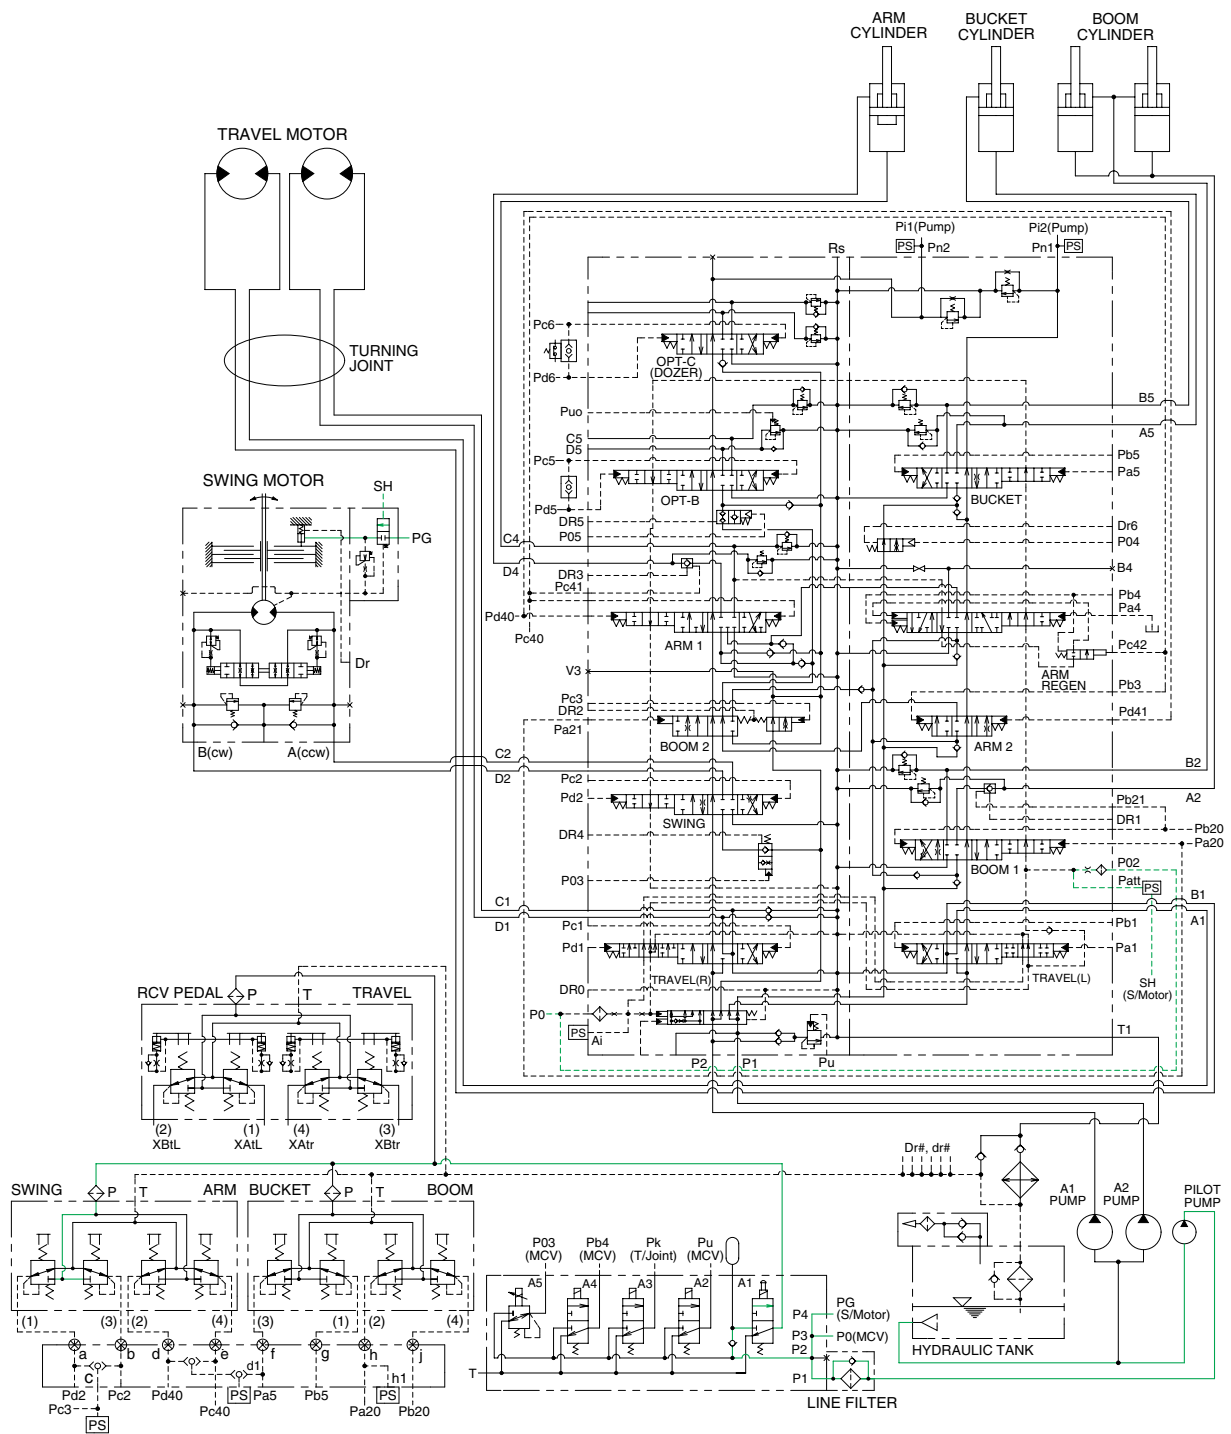 ARM
CYLINDER
BUCKET
CYLINDER
BOOM
CYLINDER
TRAVEL MOTOR
TURNING
JOINT
Pi1(Pump)
PS
Pn2
Pi2(Pump)
Pn1
PS
Rs
Pc6
Pd6
OPT-C
(DOZER)
Puo
C5
D5
Pc5
Pd5
OPT-B
DR5
P05
C4
D4
DR3
Pc41
Pd40
Pc40
ARM 1
V3
Pc3
DR2
Pa21
BOOM 2
C2
D2
Pc2
Pd2
SWING
DR4
P03
C1
D1
Pc1
Pd1
TRAVEL(R)
DR0
P0
PS
Ai
P2
P1
Pu
B5
A5
Pb5
Pa5
BUCKET
Dr6
P04
B4
Pb4
Pa4
Pc42
ARM
REGEN
Pb3
Pd41
ARM 2
B2
A2
Pb21
DR1
Pb20
Pa20
BOOM 1
P02
Patt
PS
B1
A1
Pb1
Pa1
TRAVEL(L)
SH
(S/Motor)
T1
SWING MOTOR
SH
PG
Dr
B(cw)
A(ccw)
RCV PEDAL
P
T
TRAVEL
(2)
XBtL
(1)
XAtL
(4)
XAtr
(3)
XBtr
SWING
P
T
ARM
BUCKET
P
T
BOOM
(1)
(3)
(2)
(4)
(3)
(1)
(2)
(4)
a
b
d
e
f
g
h
j
c
d1
h1
Pd2
Pc2
Pd40
PS
Pa5
Pb5
PS
Pc3
Pc40
Pa20
Pb20
PS
P03
(MCV)
Pb4
(MCV)
Pk
(T/Joint)
Pu
(MCV)
A5
A4
A3
A2
A1
T
P4
P3
P2
P1
PG
(S/Motor)
P0(MCV)
LINE FILTER
Dr#, dr#
A1
PUMP
A2
PUMP
PILOT
PUMP
HYDRAULIC TANK